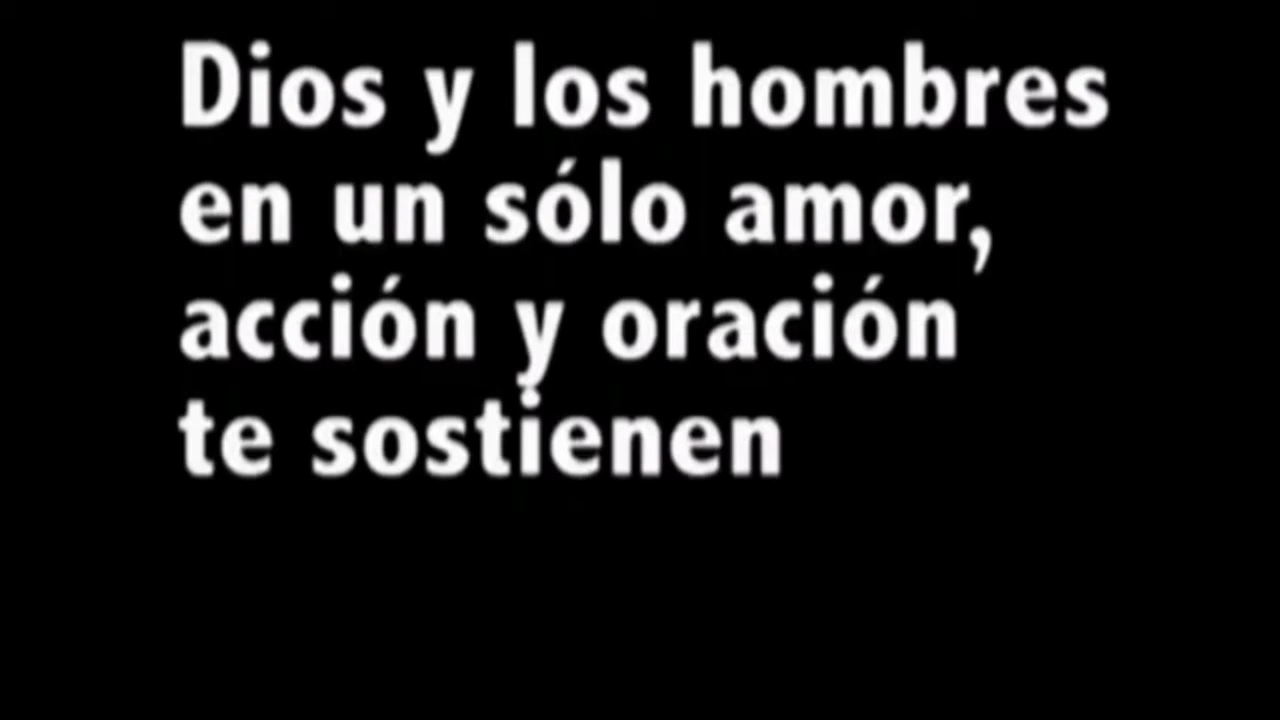 Dios y los hombres
en un sólo amor,
acción y oración
te sostienen